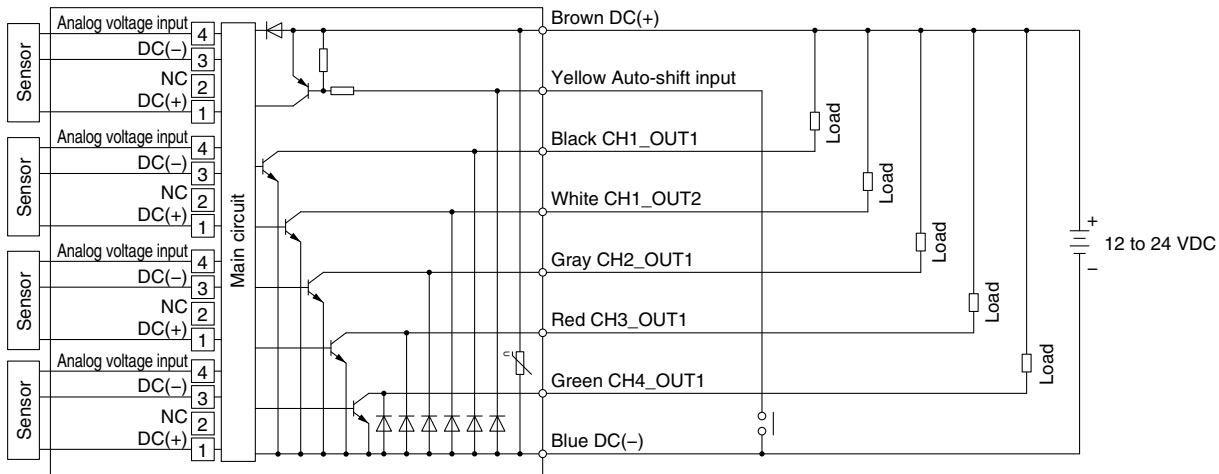 Sensor
Analog voltage input 4
DC(−) 3
NC 2
DC(+) 1
Sensor
Analog voltage input 4
DC(−) 3
NC 2
DC(+) 1
Sensor
Analog voltage input 4
DC(−) 3
NC 2
DC(+) 1
Sensor
Analog voltage input 4
DC(−) 3
NC 2
DC(+) 1
Main circuit
Brown DC(+)
Yellow Auto-shift input
Black CH1_OUT1
White CH1_OUT2
Gray CH2_OUT1
Red CH3_OUT1
Green CH4_OUT1
Blue DC(−)
Load
Load
Load
Load
Load
+
12 to 24 VDC
−